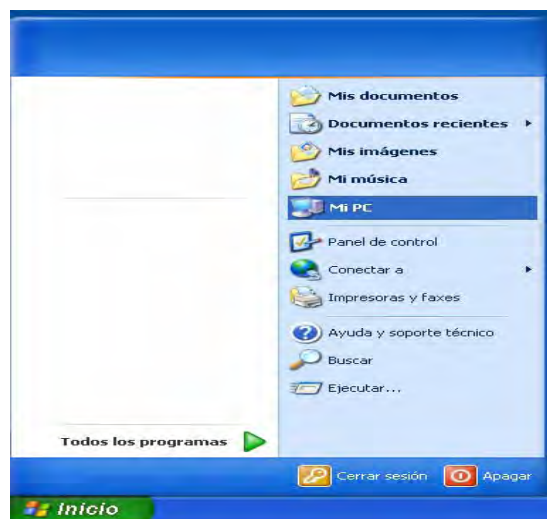 Mis documentos
Documentos recientes
Mis imágenes
Mi música
Mi PC
Panel de control
Conectar a
Impresoras y faxes
Ayuda y soporte técnico
Buscar
Ejecutar...
Todos los programas
Cerrar sesión Apagar
Inicio